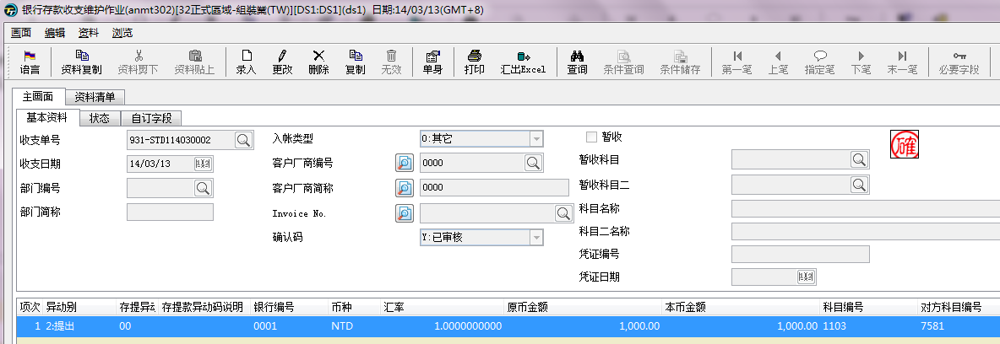 银行存款收支维护作业(anmt302)[32正式區域-组裝業(TW)][DS1:DS1](ds1) 日期:14/03/13(GMT+8)
画面 编辑 资料 浏览
语言 资料复制 资料剪下 资料贴上 录入 更改 删除 复制 无效 单身 打印 汇出Excel 查询 条件查询 条件储存 第一笔 上笔 指定笔 下笔 末一笔 必要字段
主画面 资料清单
基本资料 状态 自订字段
收支单号 931-STD114030002 入帐类型 0:其它 暂收
收支日期 14/03/13 客户厂商编号 0000 暂收科目
部门编号 客户厂商简称 0000 暂收科目二
部门简称 Invoice No. 科目名称
确认码 Y:已审核 科目二名称
凭证编号
凭证日期
確
项次 异动别 存提异动 存提款异动码说明 银行编号 币种 汇率 原币金额 本币金额 科目编号 对方科目编号
1 2:提出 00 0001 NTD 1.0000000000 1,000.00 1,000.00 1103 7581